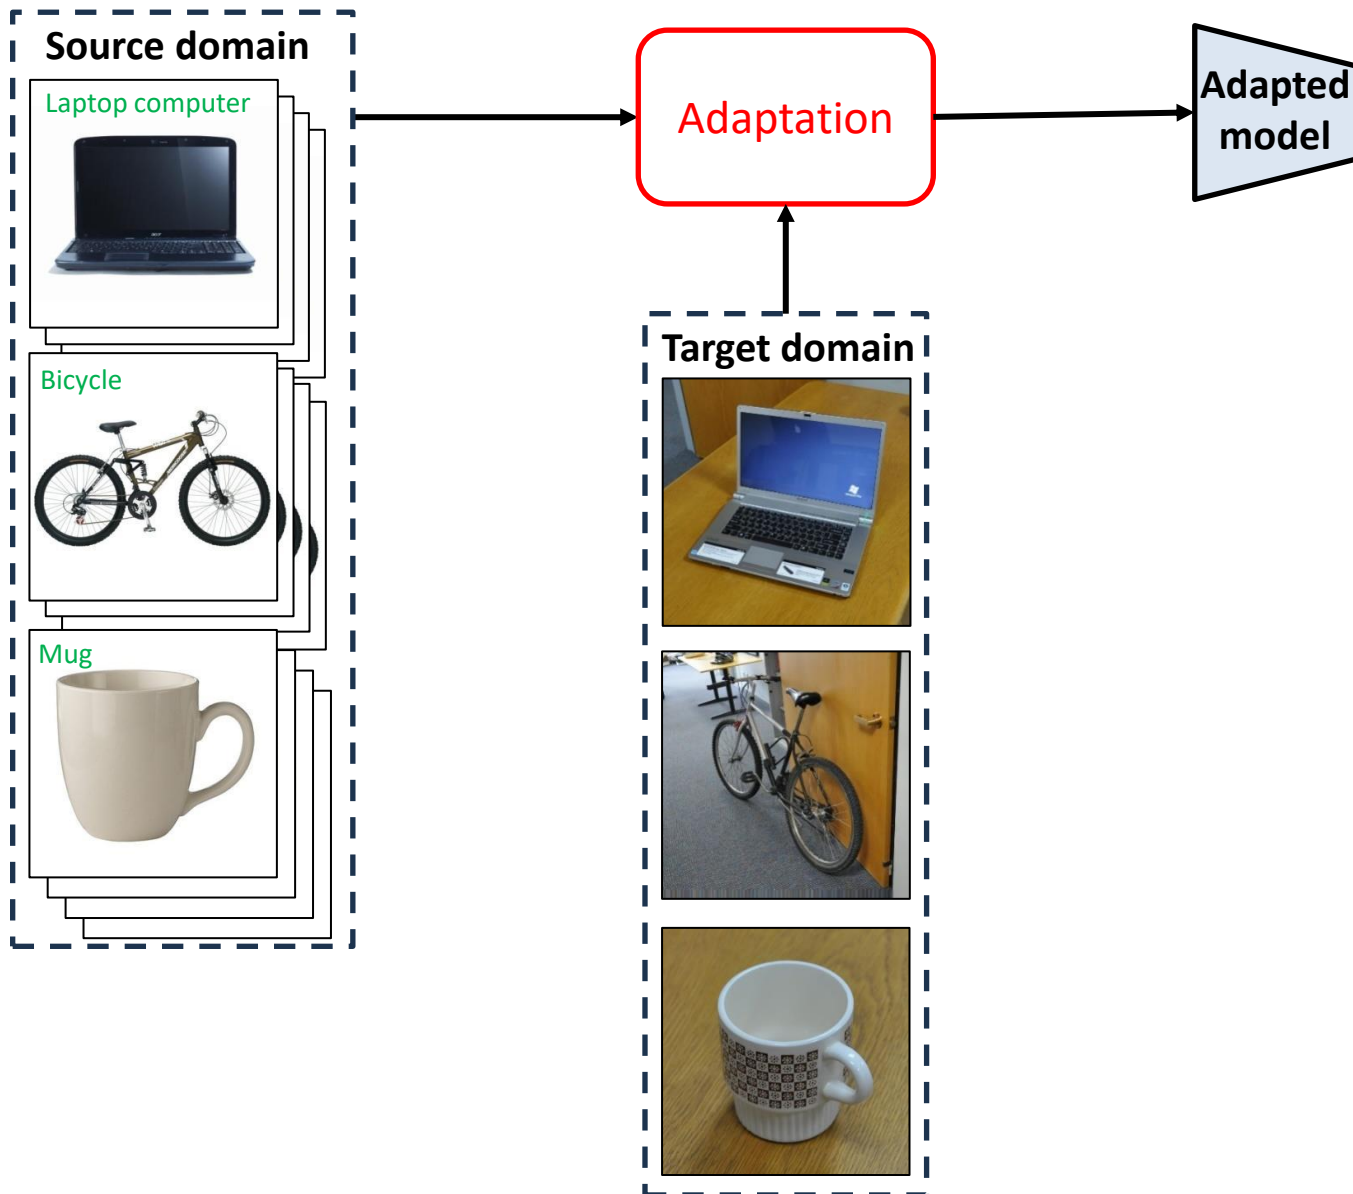 Source domain
Laptop computer
Bicycle
Mug
Adaptation
Target domain
Adapted
model